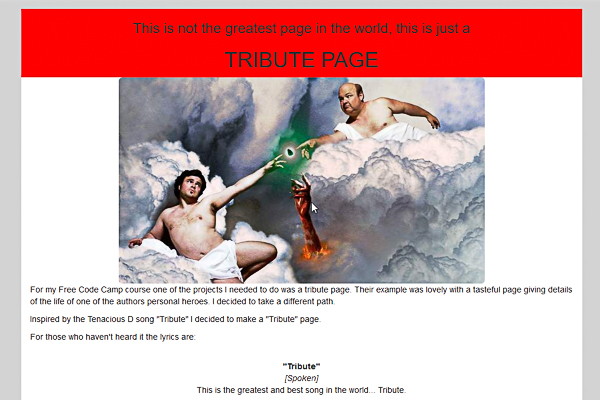 This is not the greatest page in the world, this is just a
TRIBUTE PAGE
For my Free Code Camp course one of the projects I needed to do was a tribute page. Their example was lovely with a tasteful page giving details
of the life of one of the authors personal heroes. I decided to take a different path.
Inspired by the Tenacious D song "Tribute" I decided to make a "Tribute" page.
For those who haven't heard it the lyrics are:
"Tribute"
[Spoken]
This is the greatest and best song in the world... Tribute.